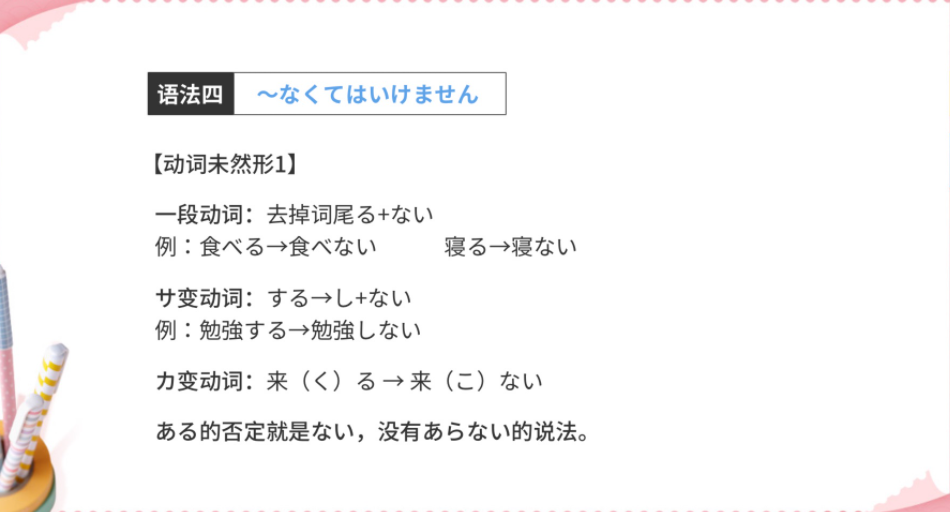 语法四 ～なくてはいけません
【动词未然形1】
一段动词：去掉词尾る+ない
例：食べる→食べない 寝る→寝ない
サ变动词：する→し+ない
例：勉強する→勉強しない
カ变动词：来（く）る → 来（こ）ない
ある的否定就是ない，没有あらない的说法。